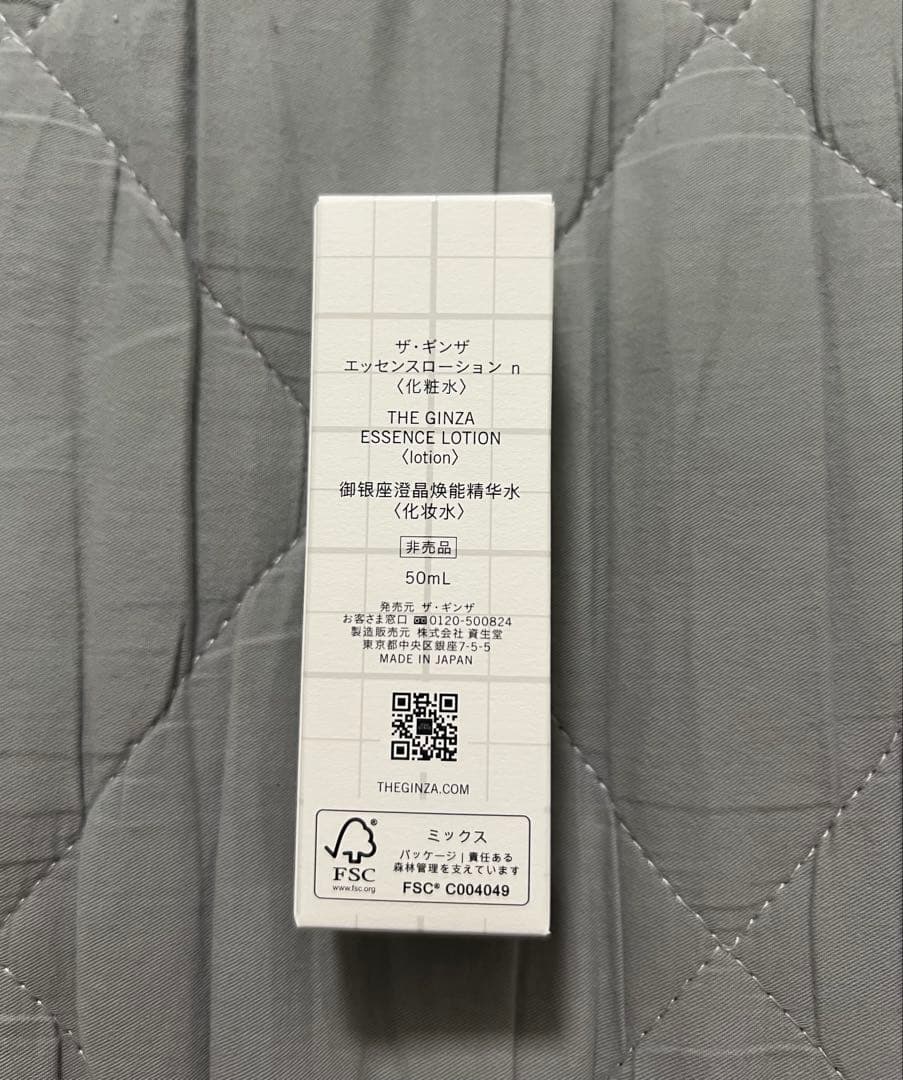 ザ・ギンザ
エッセンスローション n
〈化粧水〉
THE GINZA
ESSENCE LOTION
〈lotion〉
御银座澄晶焕能精华水
〈化妆水〉
非売品
50mL
発売元 ザ・ギンザ
お客さま窓口 0120-500824
製造販売元 株式会社 資生堂
東京都中央区銀座7-5-5
MADE IN JAPAN
THEGINZA.COM
FSC®
www.fsc.org
ミックス
パッケージ | 責任ある
森林管理を支えています
FSC® C004049